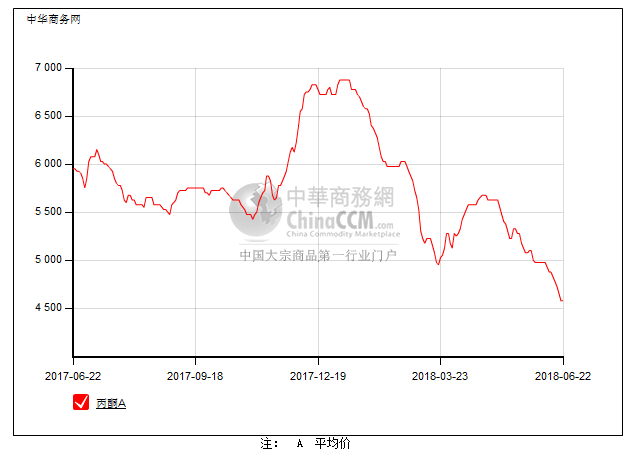 中华商务网
7 000
6 500
6 000
5 500
5 000
4 500
中華商務網
ChinaCCM.com
China Commodity Marketplace
中国大宗商品第一行业门户
2017-06-22 2017-09-18 2017-12-19 2018-03-23 2018-06-22
丙酮A
注: A 平均价